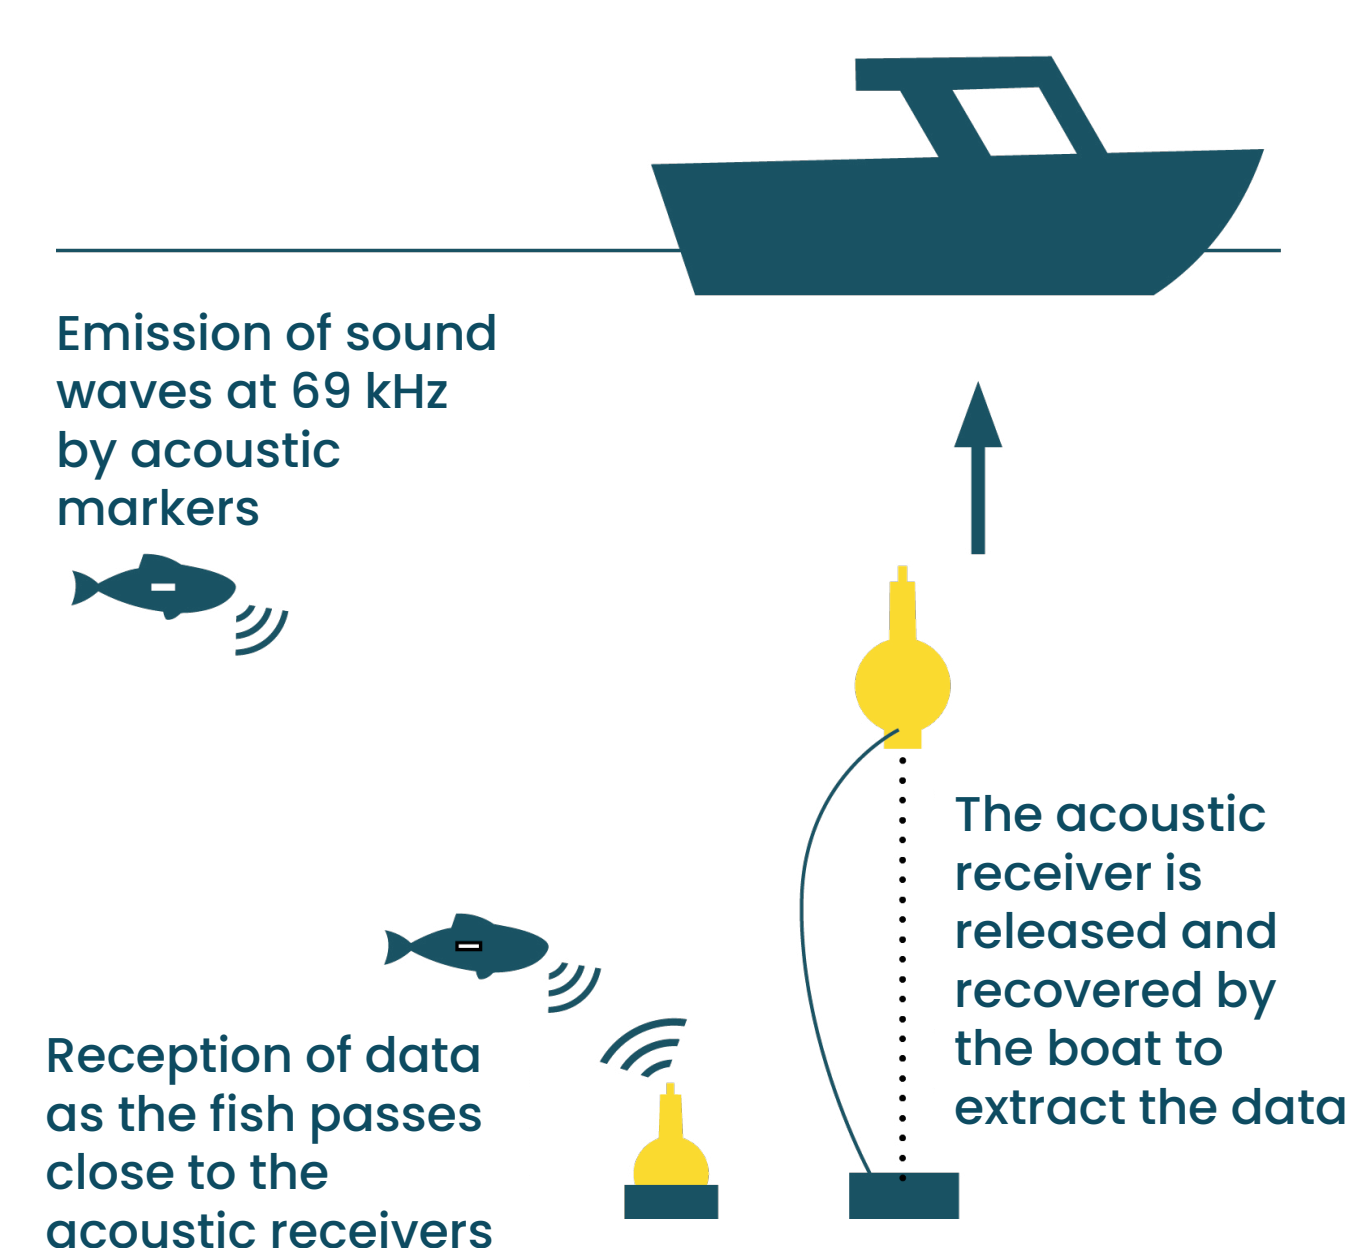 Emission of sound
waves at 69 kHz
by acoustic
markers
The acoustic
receiver is
released and
recovered by
the boat to
extract the data
Reception of data
as the fish passes
close to the
acoustic receivers